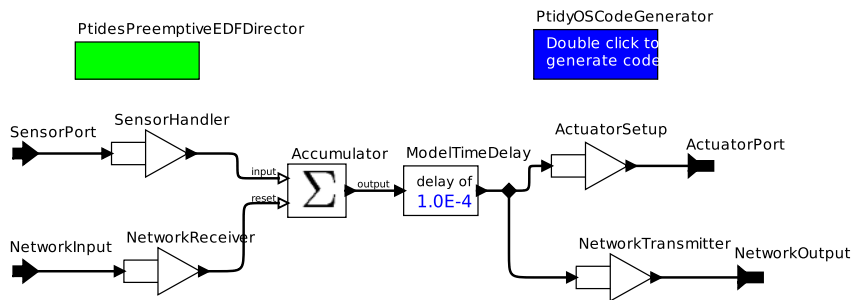 PtidesPreemptiveEDFDirector
PtidyOSCodeGenerator
Double click to
generate code
SensorPort
SensorHandler
Accumulator
input
reset
Σ
output
ModelTimeDelay
delay of
1.0E-4
ActuatorSetup
ActuatorPort
NetworkInput
NetworkReceiver
NetworkTransmitter
NetworkOutput